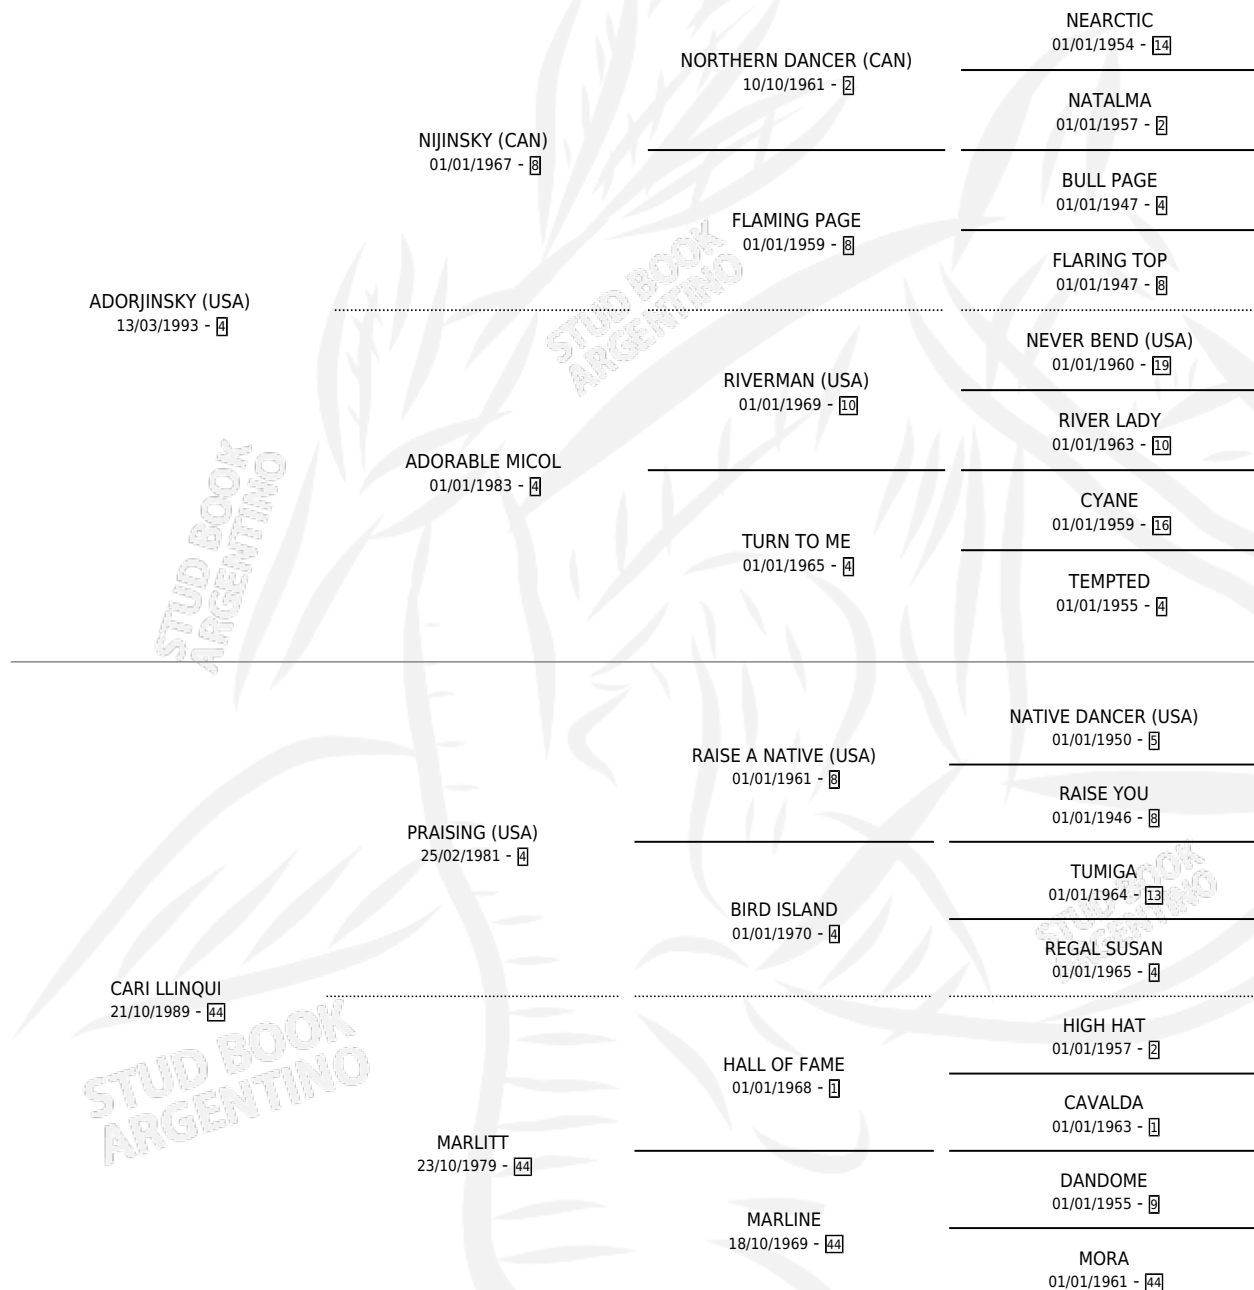 NEARCTIC
01/01/1954 - 14
NORTHERN DANCER (CAN)
10/10/1961 - 2
NATALMA
01/01/1957 - 2
NIJINSKY (CAN)
01/01/1967 - 8
BULL PAGE
01/01/1947 - 4
FLAMING PAGE
01/01/1959 - 8
FLARING TOP
01/01/1947 - 8
ADORJINSKY (USA)
13/03/1993 - 4
NEVER BEND (USA)
01/01/1960 - 19
RIVERMAN (USA)
01/01/1969 - 10
RIVER LADY
01/01/1963 - 10
ADORABLE MICOL
01/01/1983 - 4
CYANE
01/01/1959 - 16
TURN TO ME
01/01/1965 - 4
TEMPTED
01/01/1955 - 4
NATIVE DANCER (USA)
01/01/1950 - 5
RAISE A NATIVE (USA)
01/01/1961 - 8
RAISE YOU
01/01/1946 - 8
PRAISING (USA)
25/02/1981 - 4
TUMIGA
01/01/1964 - 13
BIRD ISLAND
01/01/1970 - 4
REGAL SUSAN
01/01/1965 - 4
CARI LLINQUI
21/10/1989 - 44
HIGH HAT
01/01/1957 - 2
HALL OF FAME
01/01/1968 - 1
CAVALDA
01/01/1963 - 1
MARLITT
23/10/1979 - 44
DANDOME
01/01/1955 - 9
MARLINE
18/10/1969 - 44
MORA
01/01/1961 - 44
STUD BOOK
ARGENTINO
STUD BOOK
ARGENTINO
STUD BOOK
ARGENTINO
STUD BOOK
ARGENTINO